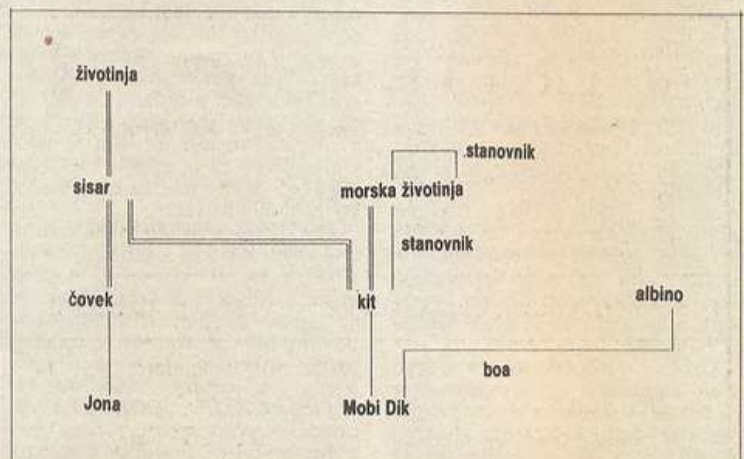 životinja
.stanovnik
sisar
morska životinja
stanovnik
čovek
kit
albino
boa
Jona
Mobi Dik